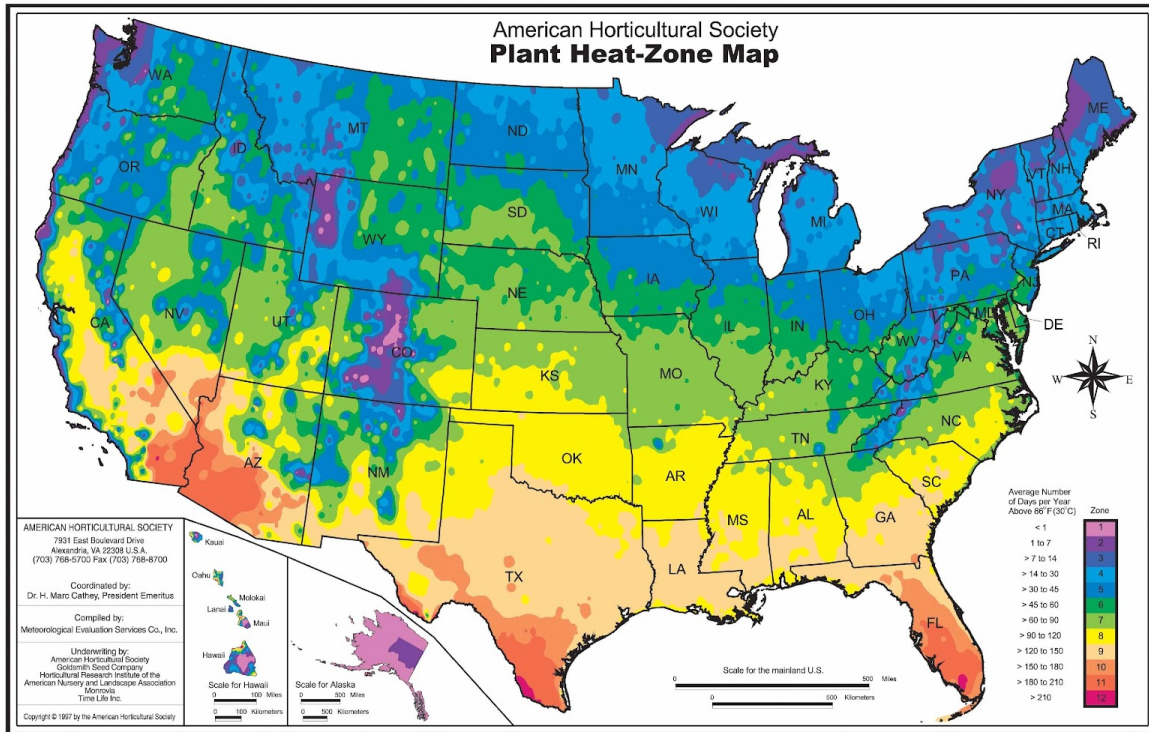 American Horticultural Society
Plant Heat-Zone Map
WA
MT
ND
MN
ME
OR
ID
WY
SD
WI
MI
NY
VT
NH
MA
CT
RI
NV
UT
CO
NE
IA
IL
IN
OH
PA
NJ
CA
KS
MO
KY
WV
VA
MD
DE
AZ
NM
OK
AR
TN
NC
TX
LA
MS
AL
GA
SC
FL
N
W
E
S
AMERICAN HORTICULTURAL SOCIETY
7931 East Boulevard Drive
Alexandria, VA 22308 U.S.A.
(703) 768-5700 Fax (703) 768-8700
Coordinated by:
Dr. H. Marc Cathey, President Emeritus
Compiled by:
Meteorological Evaluation Services Co., Inc.
Underwriting by:
American Horticultural Society
Goldsmith Seed Company
Horticultural Research Institute of the
American Nursery and Landscape Association
Monrovia
Time Life Inc.
Copyright © 1997 by the American Horticultural Society
Kauai
Oahu
Molokai
Lanai
Maui
Hawaii
Scale for Hawaii
0 100 Miles
0 100 Kilometers
Scale for Alaska
0 500 Miles
0 500 Kilometers
Scale for the mainland U.S.
0 500 Miles
0 500 Kilometers
Average Number
of Days per Year
Above 86°F (30°C)
Zone
< 1 1
1 to 7 2
> 7 to 14 3
> 14 to 30 4
> 30 to 45 5
> 45 to 60 6
> 60 to 90 7
> 90 to 120 8
> 120 to 150 9
> 150 to 180 10
> 180 to 210 11
> 210 12